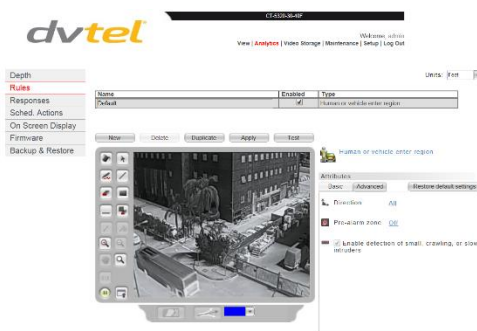 CT-5320-30-40F
dvtel
Welcome, admin
View | Analytics | Video Storage | Maintenance | Setup | Log Out
Units: Feet
Depth
Rules
Responses
Sched. Actions
On Screen Display
Firmware
Backup & Restore
Name Enabled Type
Default Human or vehicle enter region
New Delete Duplicate Apply Test
Human or vehicle enter region
Attributes
Basic Advanced Restore default settings
Direction All
Pre-alarm zone Off
Enable detection of small, crawling, or slow
intruders